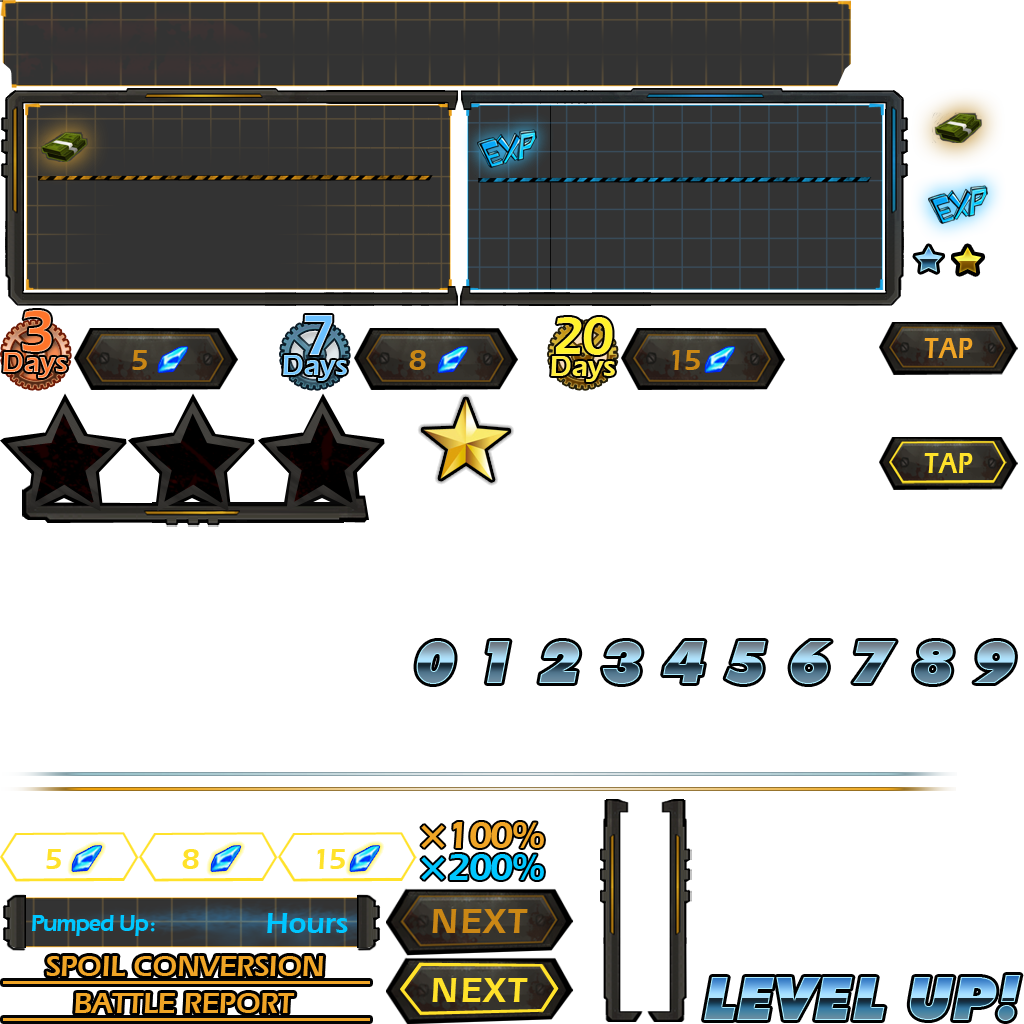 EXP
EXP
3
Days
5
7
Days
8
20
Days
15
TAP
TAP
0 1 2 3 4 5 6 7 8 9
5
8
15
×100%
×200%
Pumped Up: Hours
NEXT
SPOIL CONVERSION
BATTLE REPORT
NEXT
LEVEL UP!